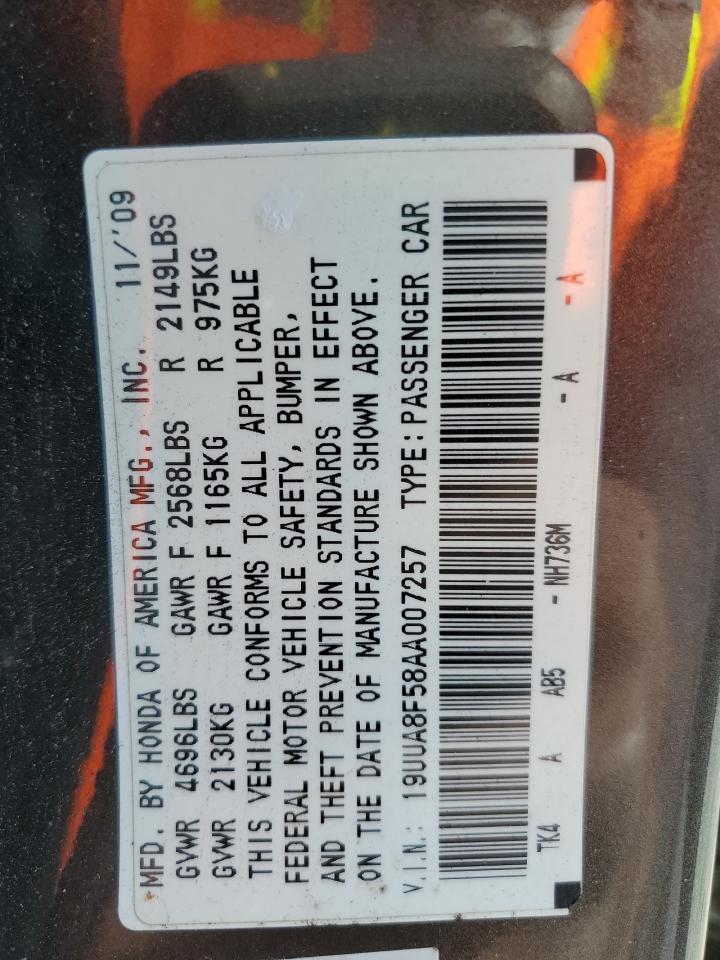 MFD. BY HONDA OF AMERICA MFG., INC. 11/'09
GVWR 4696LBS GAWR F 2568LBS R 2149LBS
GVWR 2130KG GAWR F 1165KG R 975KG
THIS VEHICLE CONFORMS TO ALL APPLICABLE
FEDERAL MOTOR VEHICLE SAFETY, BUMPER,
AND THEFT PREVENTION STANDARDS IN EFFECT
ON THE DATE OF MANUFACTURE SHOWN ABOVE.
V.I.N.: 19UUA8F58AA007257 TYPE:PASSENGER CAR
TK4 A AB5 - NH736M - A - A